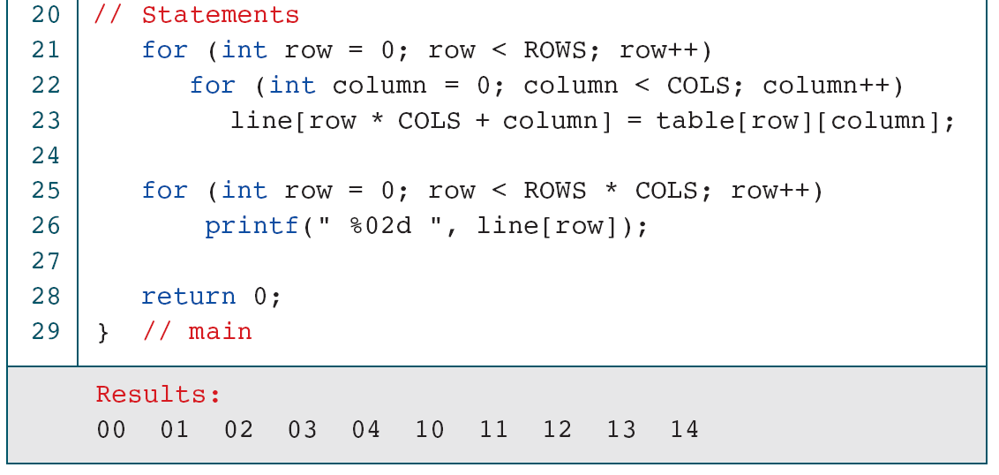 20 // Statements
21 for (int row = 0; row < ROWS; row++)
22 for (int column = 0; column < COLS; column++)
23 line[row * COLS + column] = table[row][column];
24
25 for (int row = 0; row < ROWS * COLS; row++)
26 printf(" %02d ", line[row]);
27
28 return 0;
29 } // main
Results:
00 01 02 03 04 10 11 12 13 14